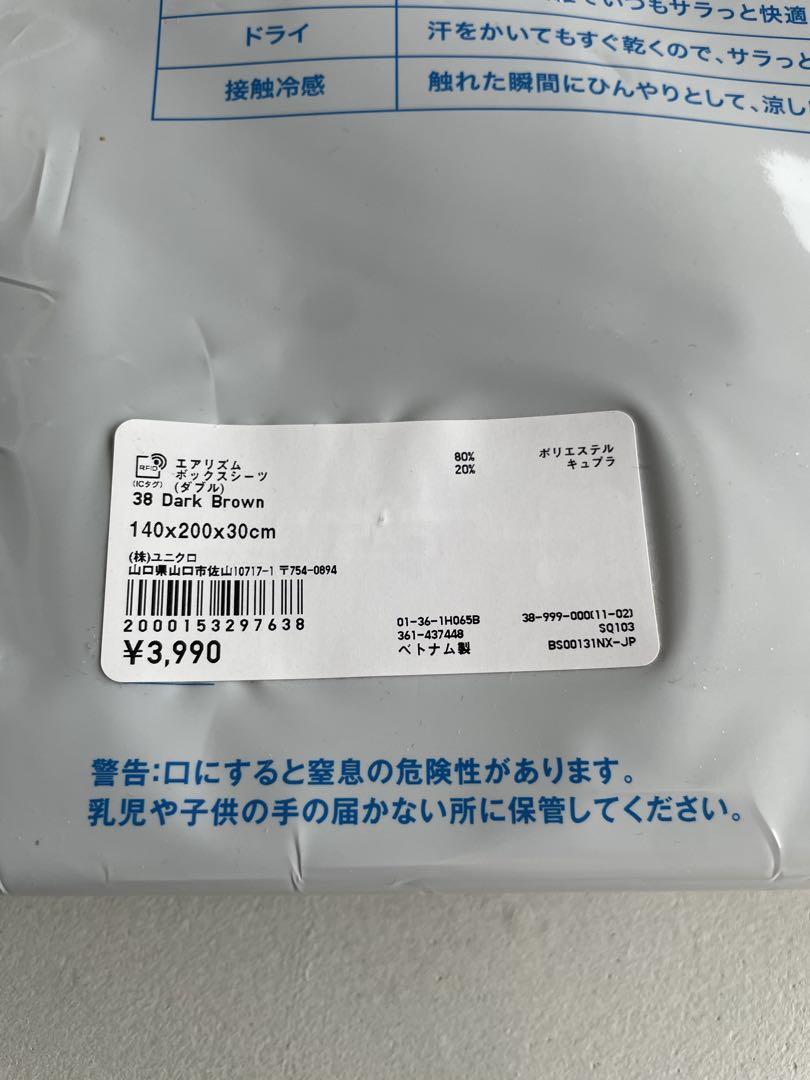 でいつもサラっと快適
ドライ 汗をかいてもすぐ乾くので、サラっと
接触冷感 触れた瞬間にひんやりとして、涼し
RFID
(ICタグ)
エアリズム
ボックスシーツ
(ダブル)
80% ポリエステル
20% キュプラ
38 Dark Brown
140x200x30cm
(株)ユニクロ
山口県山口市佐山10717-1 〒754-0894
2000153297638
¥3,990
01-36-1H065B
361-437448
ベトナム製
38-999-000(11-02)
SQ103
BS00131NX-JP
警告:口にすると窒息の危険性があります。
乳児や子供の手の届かない所に保管してください。